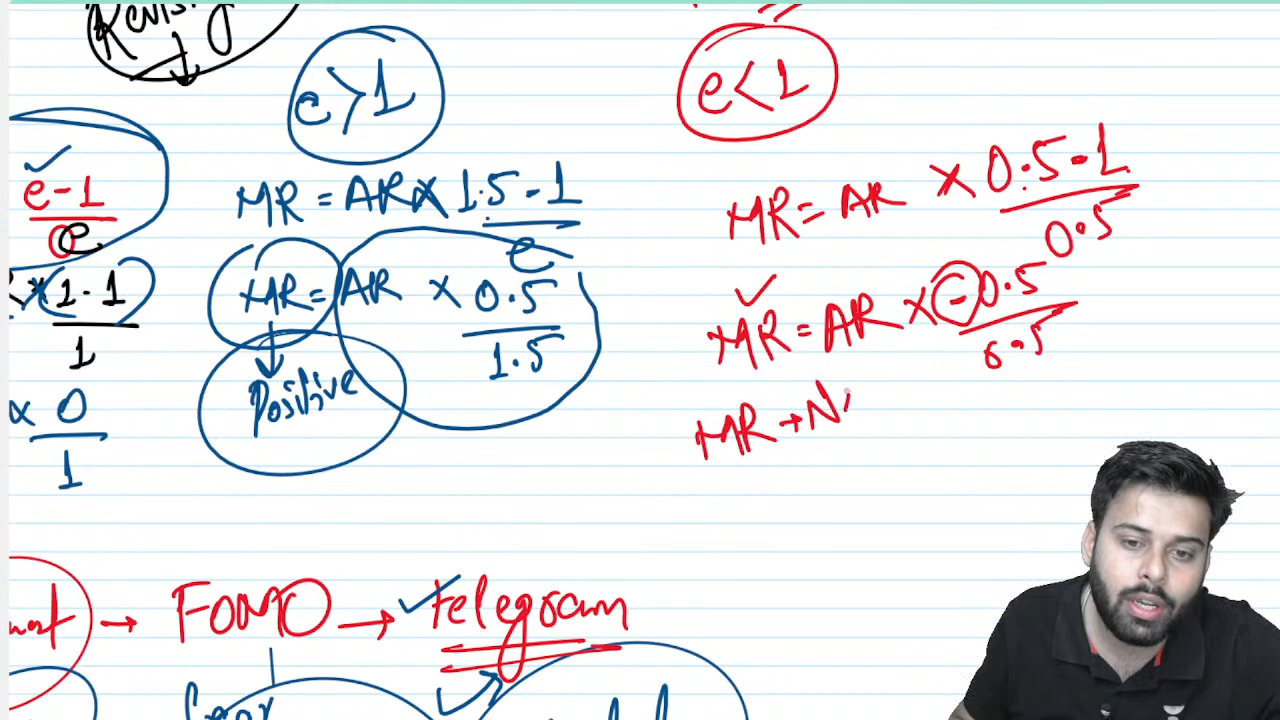 Revising
e > 1
e < 1
e - 1
e
MR = AR x 1.5 - 1
e
MR = AR x 0.5 - 1
0.5
x 1 - 1
1
MR = AR x 0.5
1.5
MR = AR x - 0.5
0.5
Positive
MR → N
x 0
1
→ FOMO → telegram